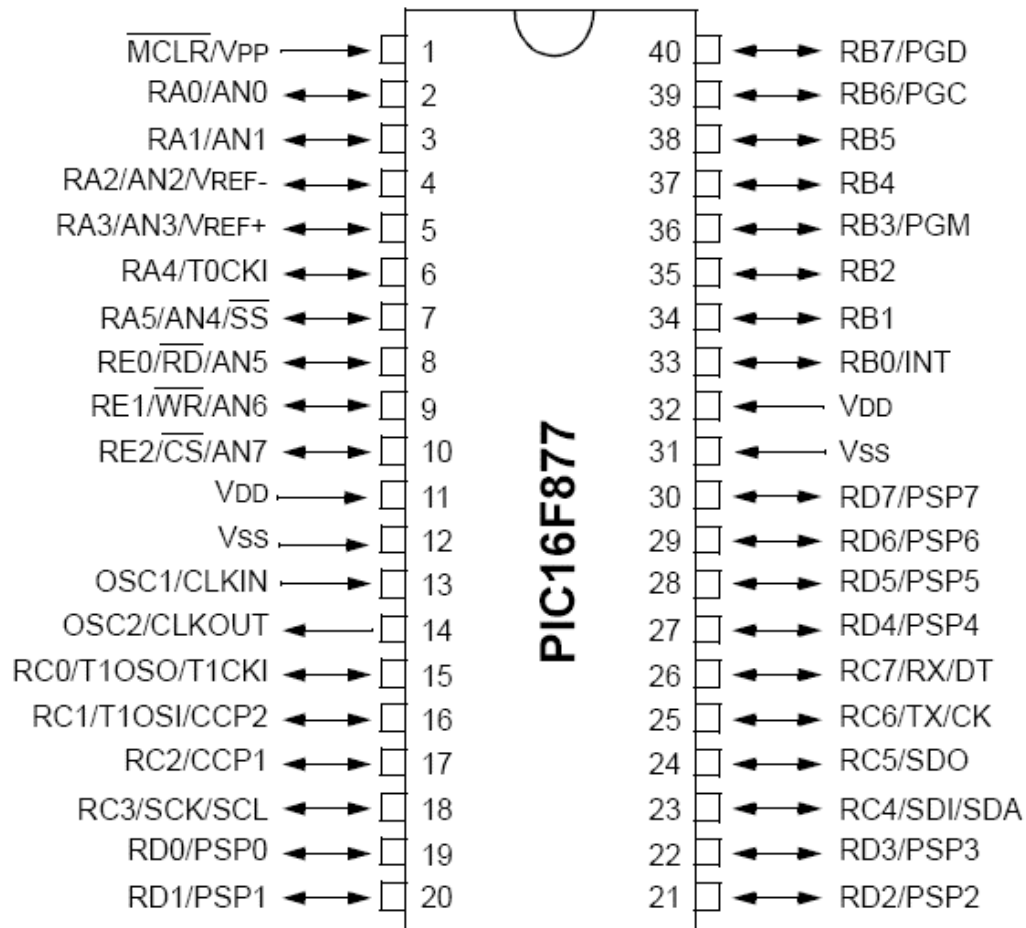 MCLR/VPP 1 40 RB7/PGD
RA0/AN0 2 39 RB6/PGC
RA1/AN1 3 38 RB5
RA2/AN2/VREF- 4 37 RB4
RA3/AN3/VREF+ 5 36 RB3/PGM
RA4/T0CKI 6 35 RB2
RA5/AN4/SS 7 34 RB1
RE0/RD/AN5 8 33 RB0/INT
RE1/WR/AN6 9 32 VDD
RE2/CS/AN7 10 31 VSS
VDD 11 30 RD7/PSP7
VSS 12 29 RD6/PSP6
OSC1/CLKIN 13 28 RD5/PSP5
OSC2/CLKOUT 14 27 RD4/PSP4
RC0/T1OSO/T1CKI 15 26 RC7/RX/DT
RC1/T1OSI/CCP2 16 25 RC6/TX/CK
RC2/CCP1 17 24 RC5/SDO
RC3/SCK/SCL 18 23 RC4/SDI/SDA
RD0/PSP0 19 22 RD3/PSP3
RD1/PSP1 20 21 RD2/PSP2
PIC16F877